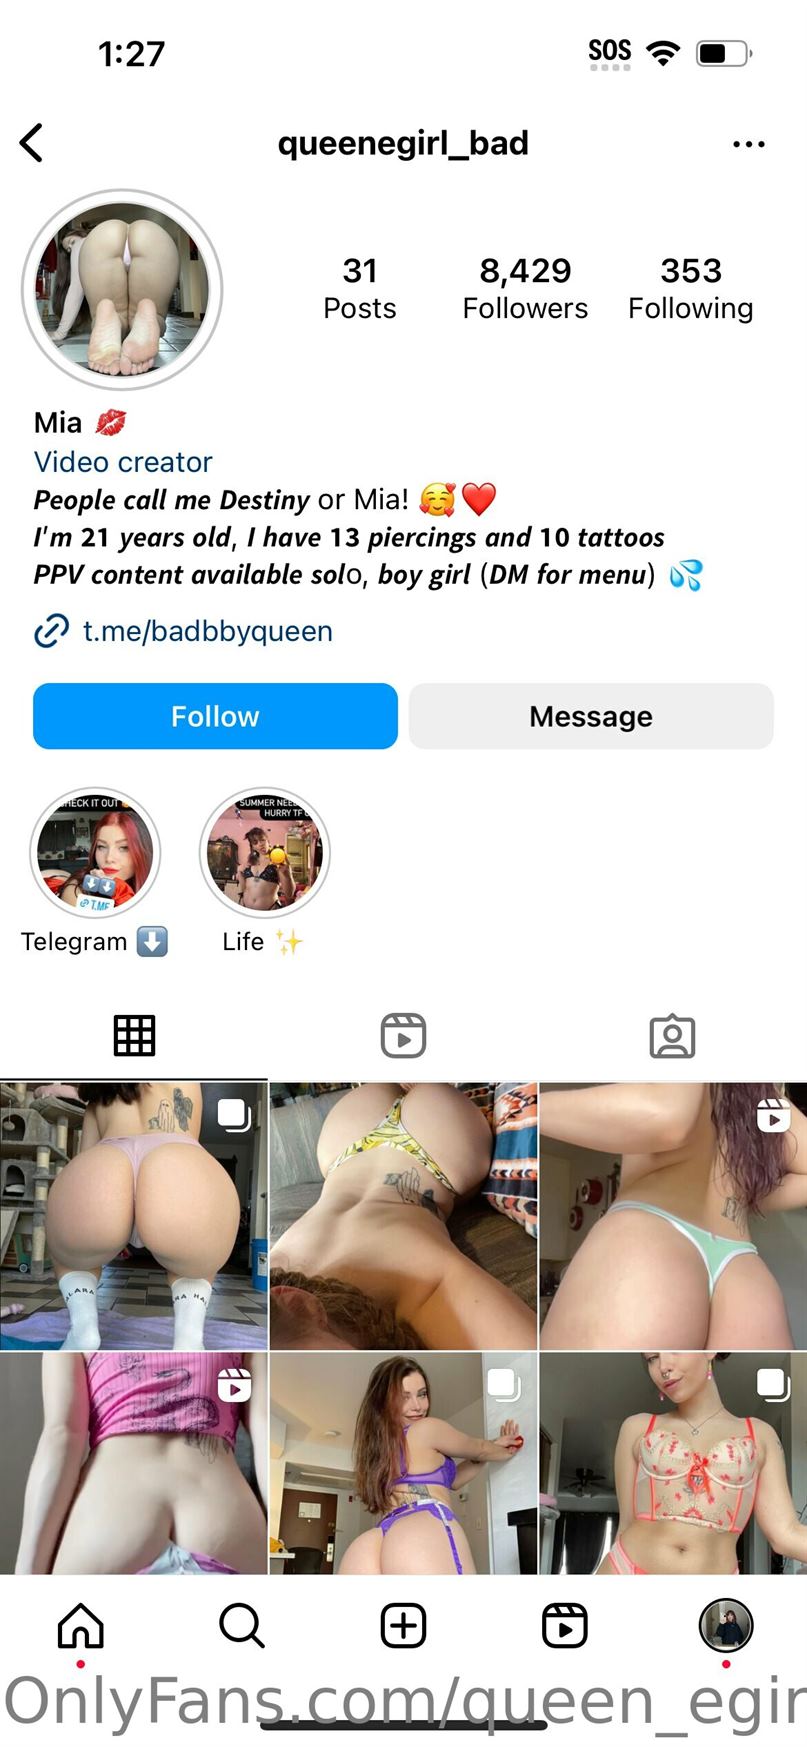 1:27
SOS
queenegirl_bad
31
8,429
353
Posts
Followers
Following
Mia 💋
Video creator
People call me Destiny or Mia! 🥰❤️
I'm 21 years old, I have 13 piercings and 10 tattoos
PPV content available solo, boy girl (DM for menu) 💦
t.me/badbbyqueen
Follow
Message
CHECK IT OUT
T.ME
SUMMER
HURRY TF
Telegram ⬇️
Life ✨
OnlyFans.com/queen_egir